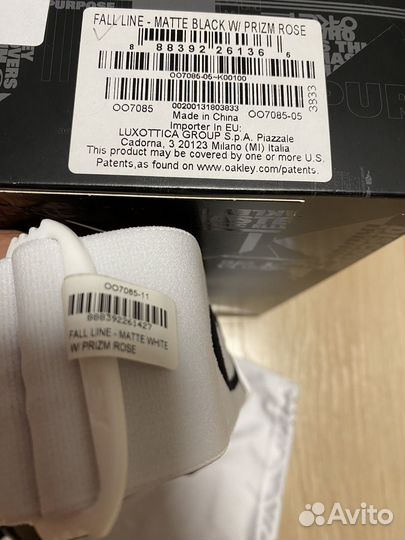 PURPOSE
FALL LINE - MATTE BLACK W/ PRIZM ROSE
8 88392 26136 6
OO7085-05-K00100
OO7085 00200131803833 OO7085-05
3833
Made in China
Importer in EU:
LUXOTTICA GROUP S.p.A. Piazzale
Cadorna, 3 20123 Milano (MI) Italia
This product may be covered by one or more U.S.
Patents,as found on www.oakley.com/patents.
OO7085-11
888392261427
FALL LINE - MATTE WHITE
W/ PRIZM ROSE
Avito